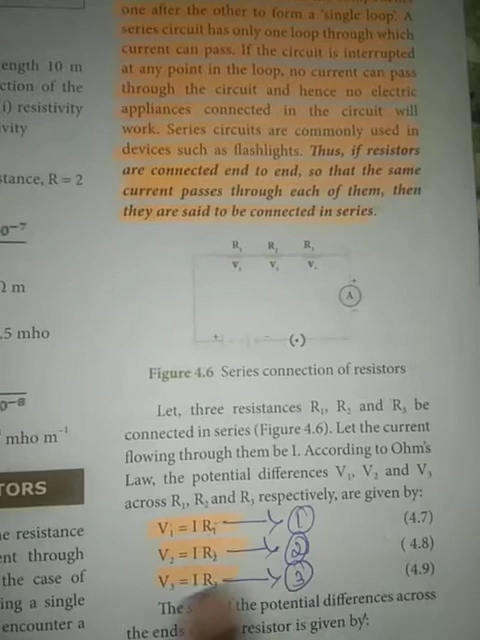 ength 10 m
ction of the
i) resistivity
vity
stance, R = 2
0⁻⁷
Ω m
.5 mho
0⁻⁸
mho m⁻¹
TORS
e resistance
ent through
the case of
ing a single
encounter a
one after the other to form a ‘single loop’. A
series circuit has only one loop through which
current can pass. If the circuit is interrupted
at any point in the loop, no current can pass
through the circuit and hence no electric
appliances connected in the circuit will
work. Series circuits are commonly used in
devices such as flashlights. Thus, if resistors
are connected end to end, so that the same
current passes through each of them, then
they are said to be connected in series.
R₁ R₂ R₃
V₁ V₂ V₃
+
A
+ − (•)
Figure 4.6 Series connection of resistors
Let, three resistances R₁, R₂ and R₃ be
connected in series (Figure 4.6). Let the current
flowing through them be I. According to Ohm’s
Law, the potential differences V₁, V₂ and V₃
across R₁, R₂ and R₃ respectively, are given by:
V₁ = I R₁ 1 (4.7)
V₂ = I R₂ 2 ( 4.8)
V₃ = I R₃ 3 (4.9)
The the potential differences across
the ends resistor is given by: